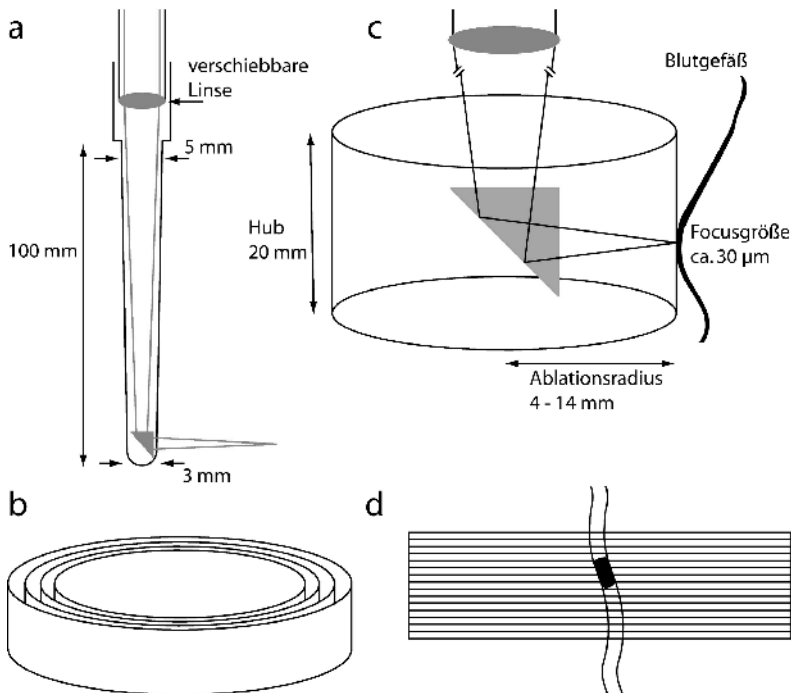 a
verschiebbare
Linse
5 mm
100 mm
3 mm
c
Blutgefäß
Hub
20 mm
Focusgröße
ca. 30 µm
Ablationsradius
4 - 14 mm
b
d